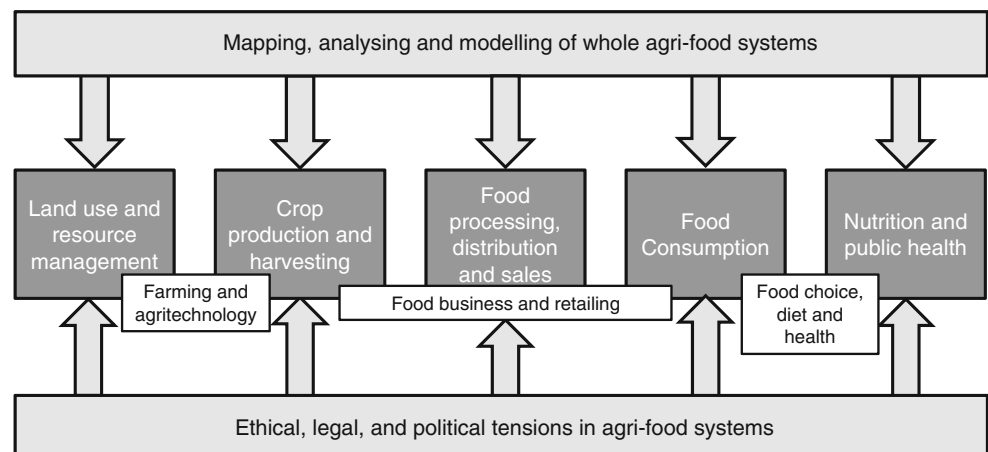 Mapping, analysing and modelling of whole agri-food systems
Land use and
resource
management
Crop
production and
harvesting
Food
processing,
distribution
and sales
Food
Consumption
Nutrition and
public health
Farming and
agritechnology
Food business and retailing
Food choice,
diet and
health
Ethical, legal, and political tensions in agri-food systems